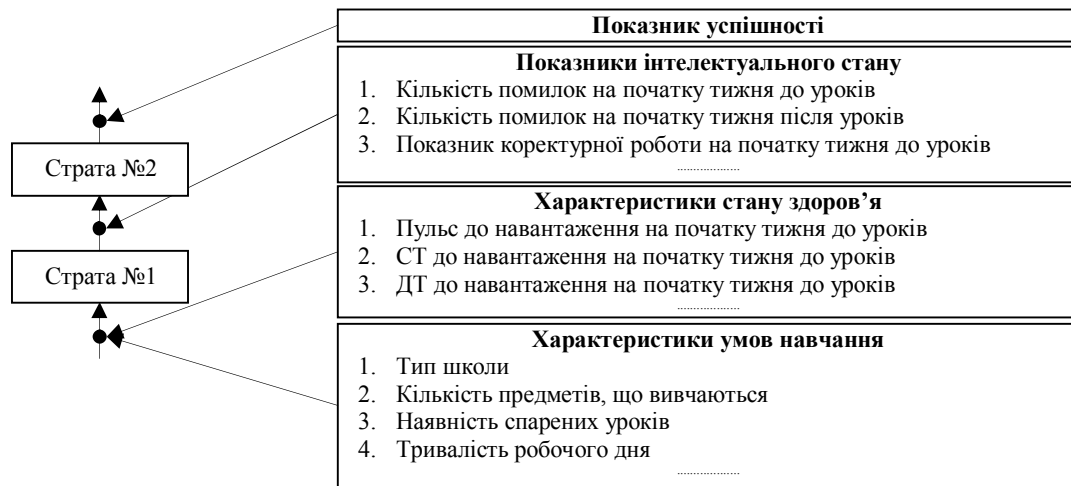 Показник успішності
Показники інтелектуального стану
1. Кількість помилок на початку тижня до уроків
2. Кількість помилок на початку тижня після уроків
3. Показник коректурної роботи на початку тижня до уроків
...................
Страта №2
Характеристики стану здоров’я
1. Пульс до навантаження на початку тижня до уроків
2. СТ до навантаження на початку тижня до уроків
3. ДТ до навантаження на початку тижня до уроків
...................
Страта №1
Характеристики умов навчання
1. Тип школи
2. Кількість предметів, що вивчаються
3. Наявність спарених уроків
4. Тривалість робочого дня
...................